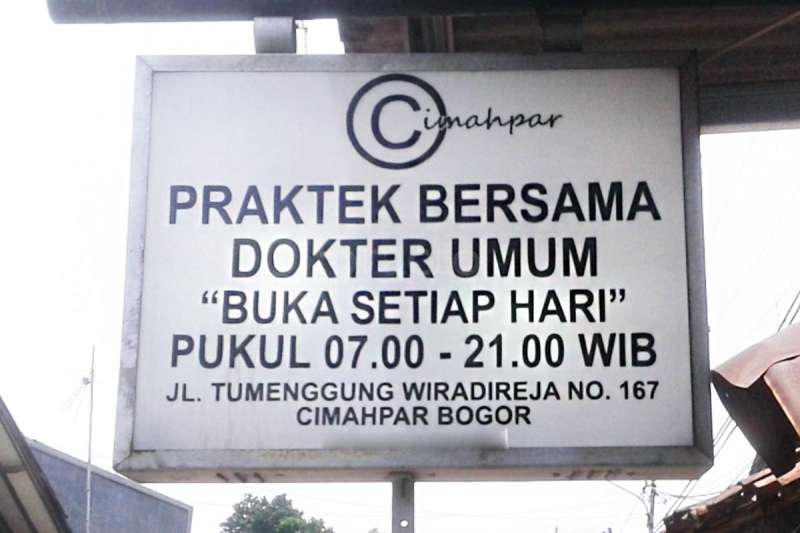 Cimahpar
PRAKTEK BERSAMA
DOKTER UMUM
“BUKA SETIAP HARI”
PUKUL 07.00 - 21.00 WIB
JL. TUMENGGUNG WIRADIREJA NO. 167
CIMAHPAR BOGOR